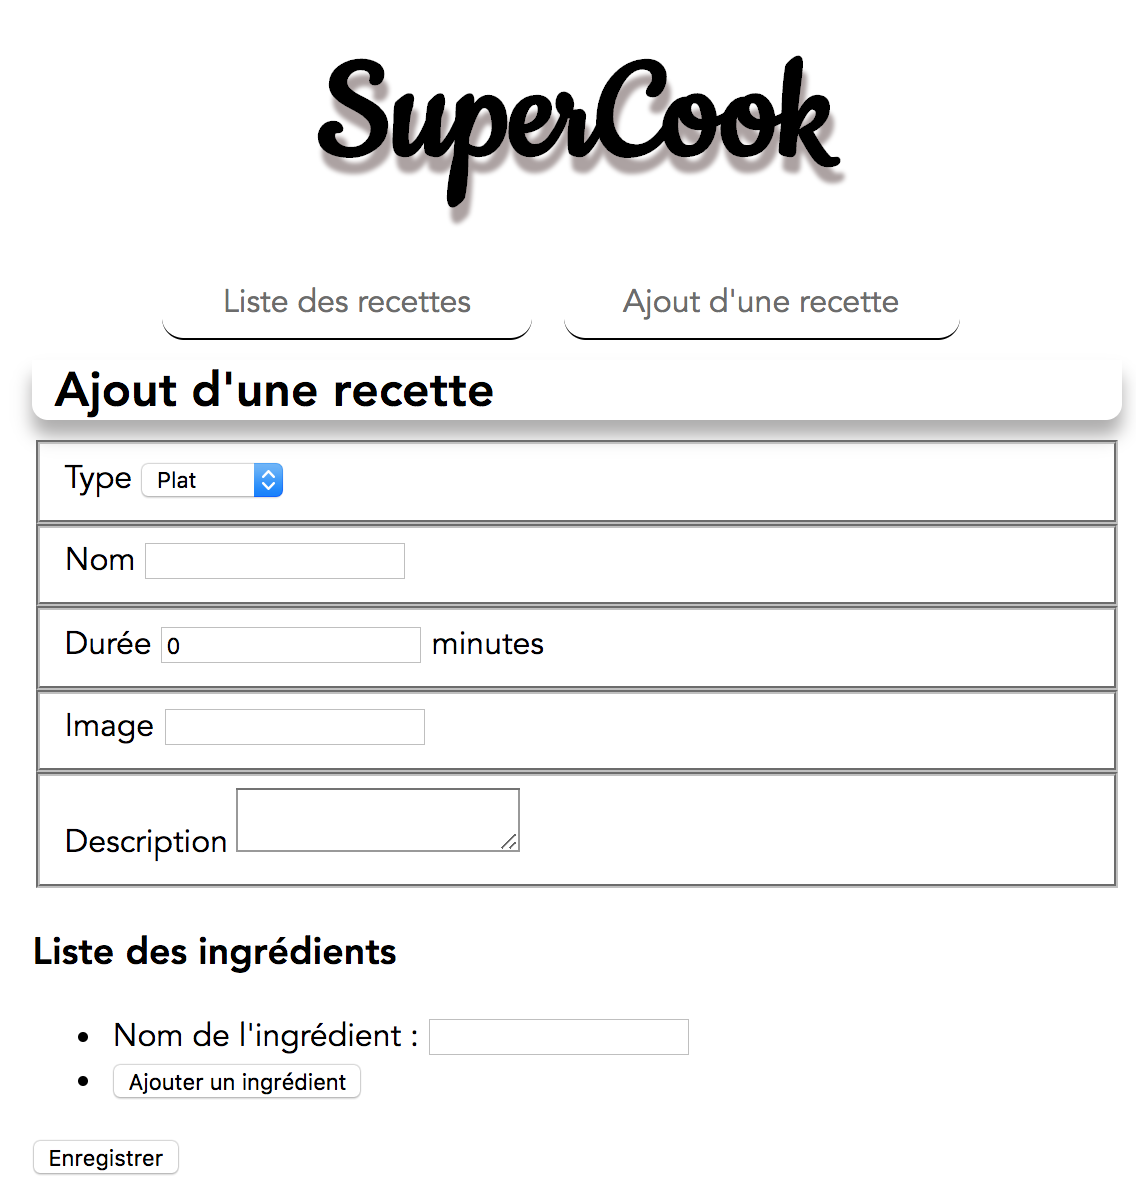 SuperCook
Liste des recettes Ajout d'une recette
Ajout d'une recette
Type Plat
Nom
Durée 0 minutes
Image
Description
Liste des ingrédients
Nom de l'ingrédient :
Ajouter un ingrédient
Enregistrer